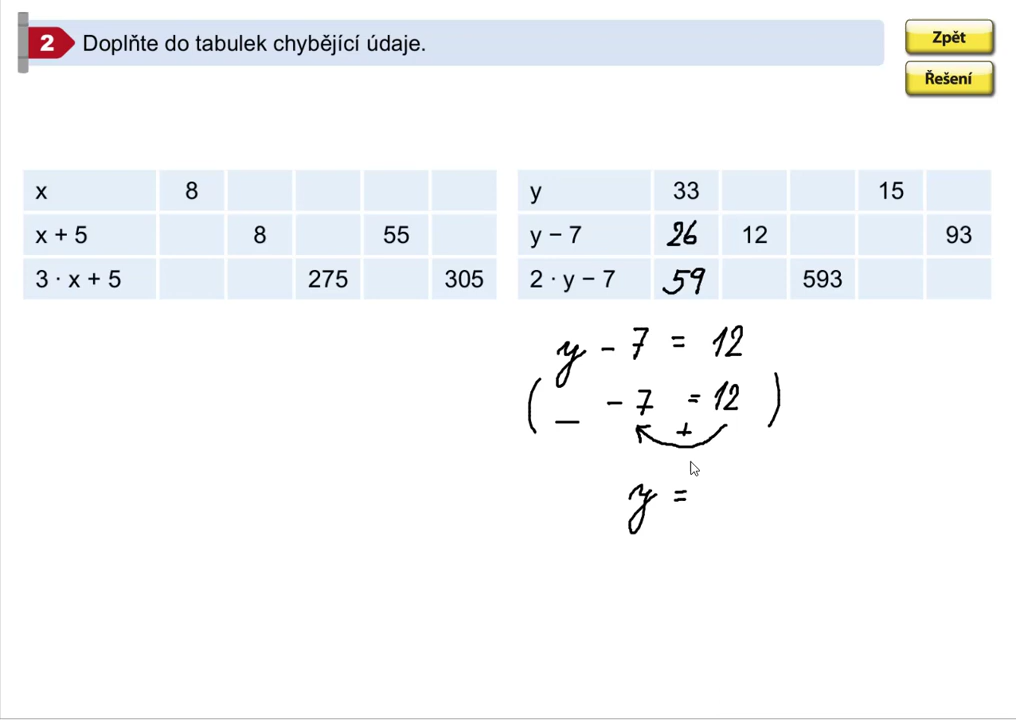 2 Doplňte do tabulek chybějící údaje.
Zpět
Řešení
x 8
x + 5 8 55
3 · x + 5 275 305
y 33 15
y − 7 26 12 93
2 · y − 7 59 593
y - 7 = 12
( _ - 7 = 12 )
+
y =